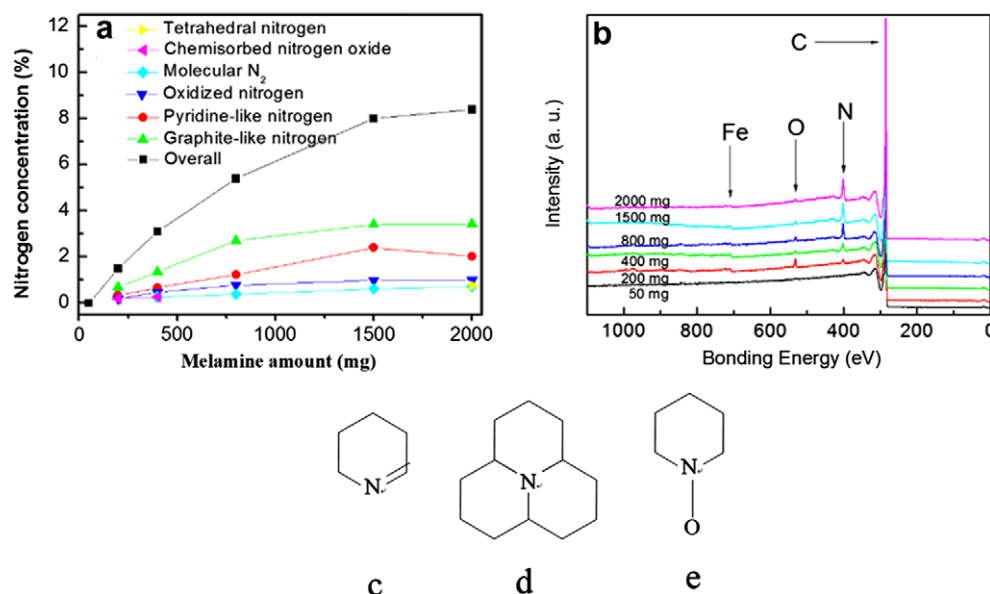 a
Nitrogen concentration (%)
12
10
8
6
4
2
0
Tetrahedral nitrogen
Chemisorbed nitrogen oxide
Molecular N2
Oxidized nitrogen
Pyridine-like nitrogen
Graphite-like nitrogen
Overall
0 500 1000 1500 2000
Melamine amount (mg)
b
Intensity (a. u.)
C
Fe O N
2000 mg
1500 mg
800 mg
400 mg
200 mg
50 mg
1000 800 600 400 200 0
Bonding Energy (eV)
N
N
N
O
c d e